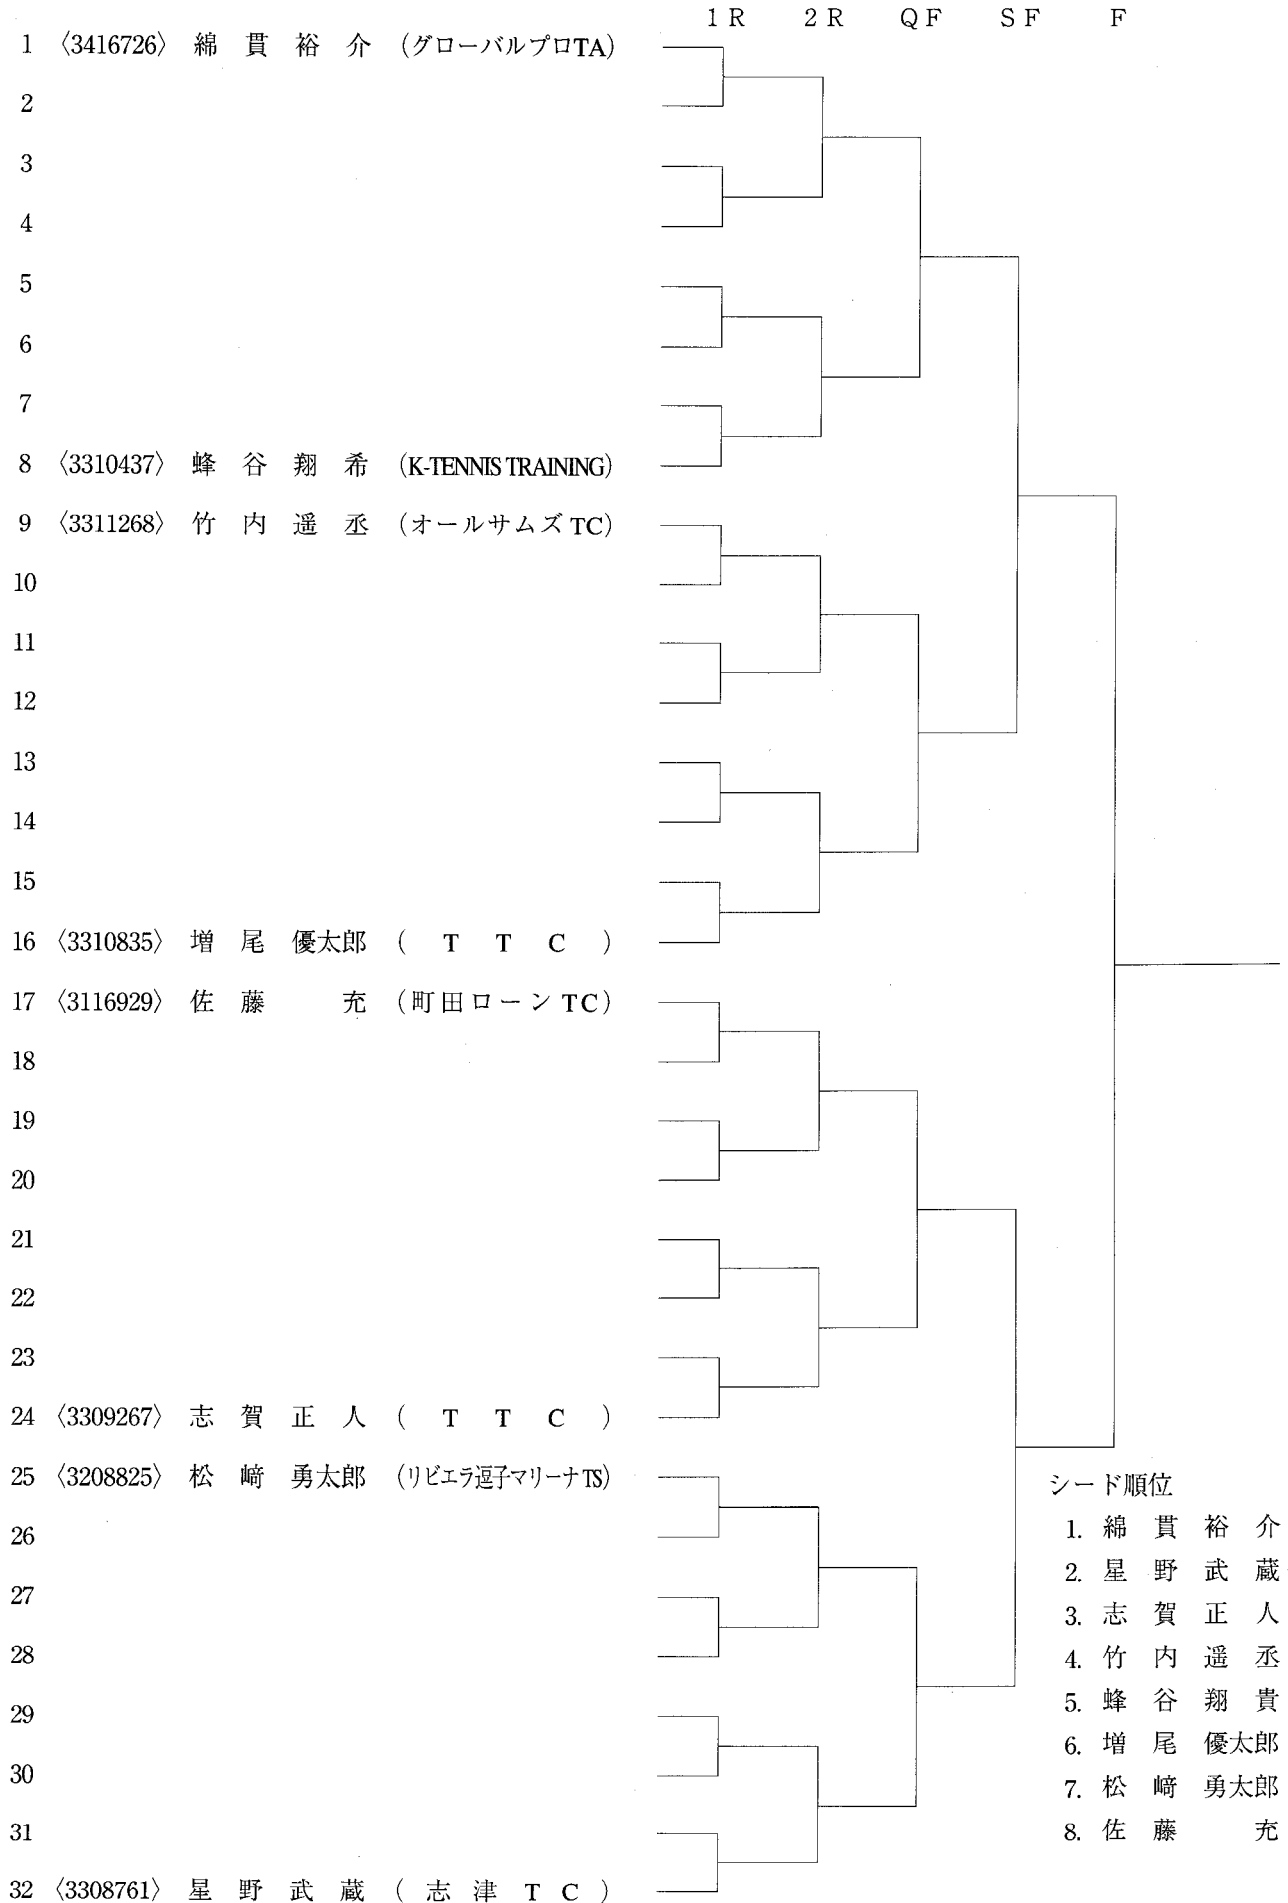 1R 2R QF SF F
1 〈3416726〉 綿貫裕介 (グローバルプロTA)
2
3
4
5
6
7
8 〈3310437〉 蜂谷翔希 (K-TENNIS TRAINING)
9 〈3311268〉 竹内遥丞 (オールサムズTC)
10
11
12
13
14
15
16 〈3310835〉 増尾優太郎 (TTC)
17 〈3116929〉 佐藤充 (町田ローンTC)
18
19
20
21
22
23
24 〈3309267〉 志賀正人 (TTC)
25 〈3208825〉 松﨑勇太郎 (リビエラ逗子マリーナTS)
26
27
28
29
30
31
32 〈3308761〉 星野武蔵 (志津TC)
シード順位
1. 綿貫裕介
2. 星野武蔵
3. 志賀正人
4. 竹内遥丞
5. 蜂谷翔貴
6. 増尾優太郎
7. 松﨑勇太郎
8. 佐藤充